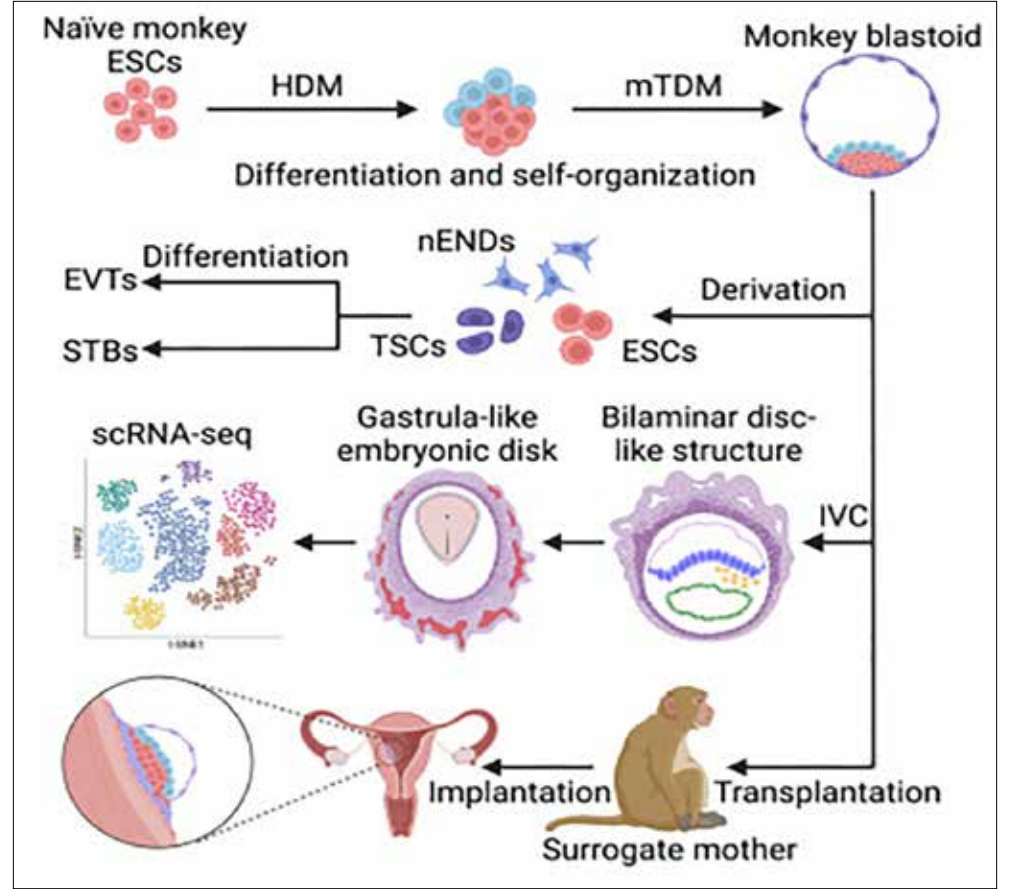 Naïve monkey
ESCs
HDM
mTDM
Monkey blastoid
Differentiation and self-organization
nENDs
Differentiation
EVTs
STBs
TSCs
ESCs
Derivation
scRNA-seq
Gastrula-like
embryonic disk
Bilaminar disc-
like structure
IVC
Implantation
Transplantation
Surrogate mother